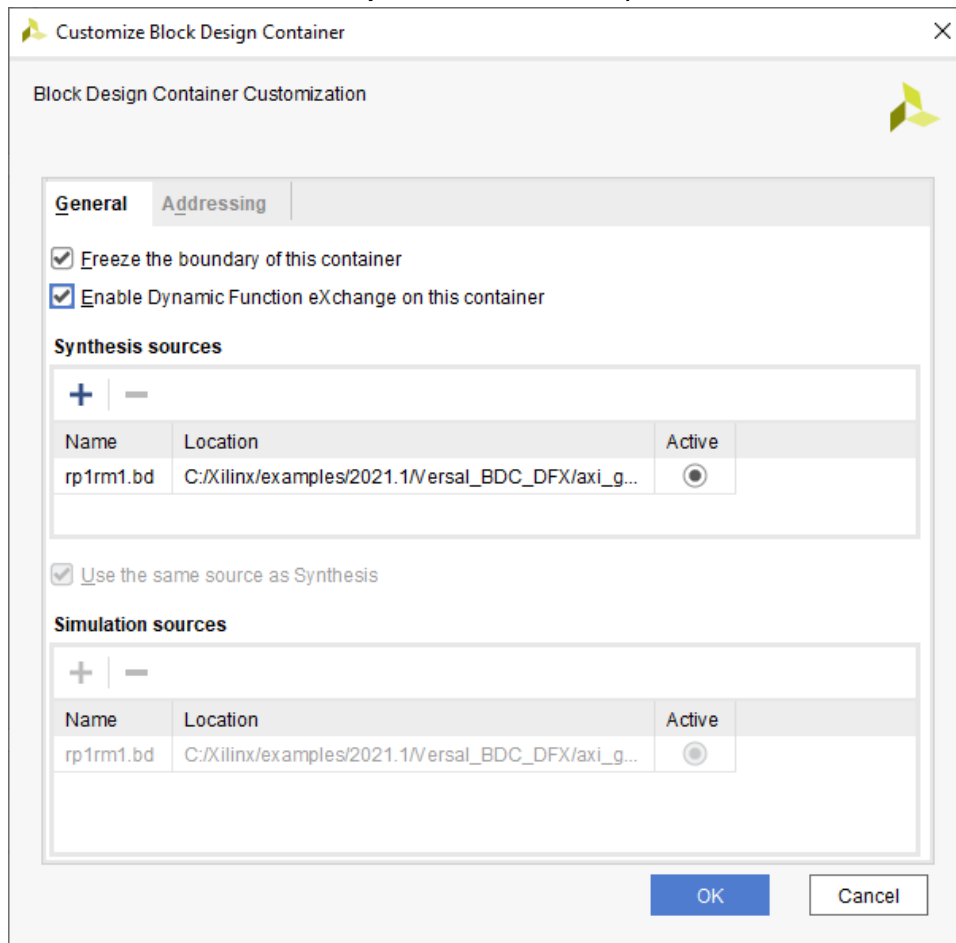 Customize Block Design Container
Block Design Container Customization
General Addressing
Freeze the boundary of this container
Enable Dynamic Function eXchange on this container
Synthesis sources
Name Location Active
rp1rm1.bd C:/Xilinx/examples/2021.1/Versal_BDC_DFX/axi_g...
Use the same source as Synthesis
Simulation sources
Name Location Active
rp1rm1.bd C:/Xilinx/examples/2021.1/Versal_BDC_DFX/axi_g...
OK Cancel